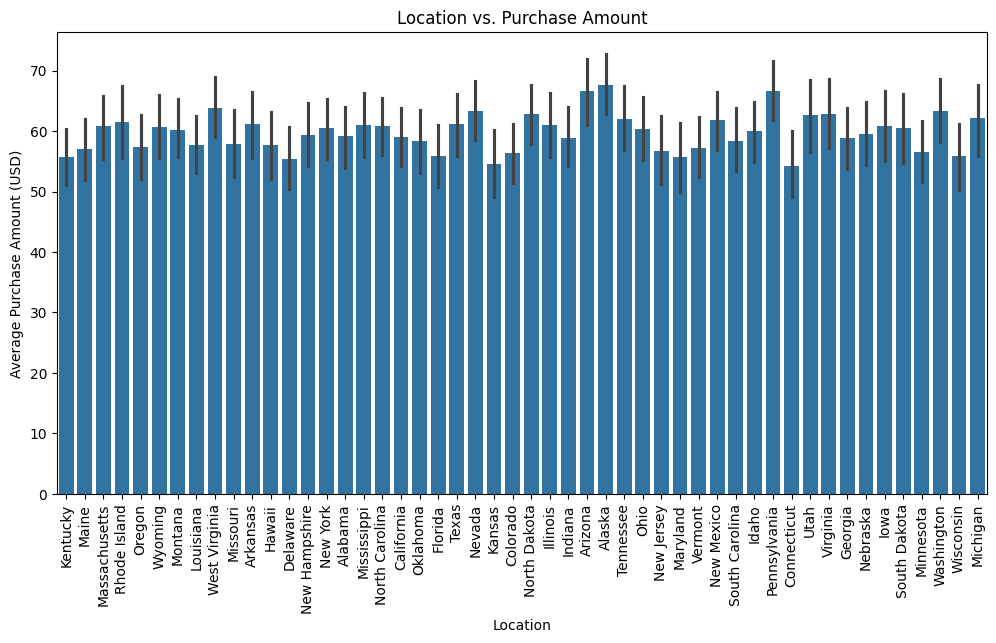 Location vs. Purchase Amount
Average Purchase Amount (USD)
70
60
50
40
30
20
10
0
Kentucky
Maine
Massachusetts
Rhode Island
Oregon
Wyoming
Montana
Louisiana
West Virginia
Missouri
Arkansas
Hawaii
Delaware
New Hampshire
New York
Alabama
Mississippi
North Carolina
California
Oklahoma
Florida
Texas
Nevada
Kansas
Colorado
North Dakota
Illinois
Indiana
Arizona
Alaska
Tennessee
Ohio
New Jersey
Maryland
Vermont
New Mexico
South Carolina
Idaho
Pennsylvania
Connecticut
Utah
Virginia
Georgia
Nebraska
Iowa
South Dakota
Minnesota
Washington
Wisconsin
Michigan
Location